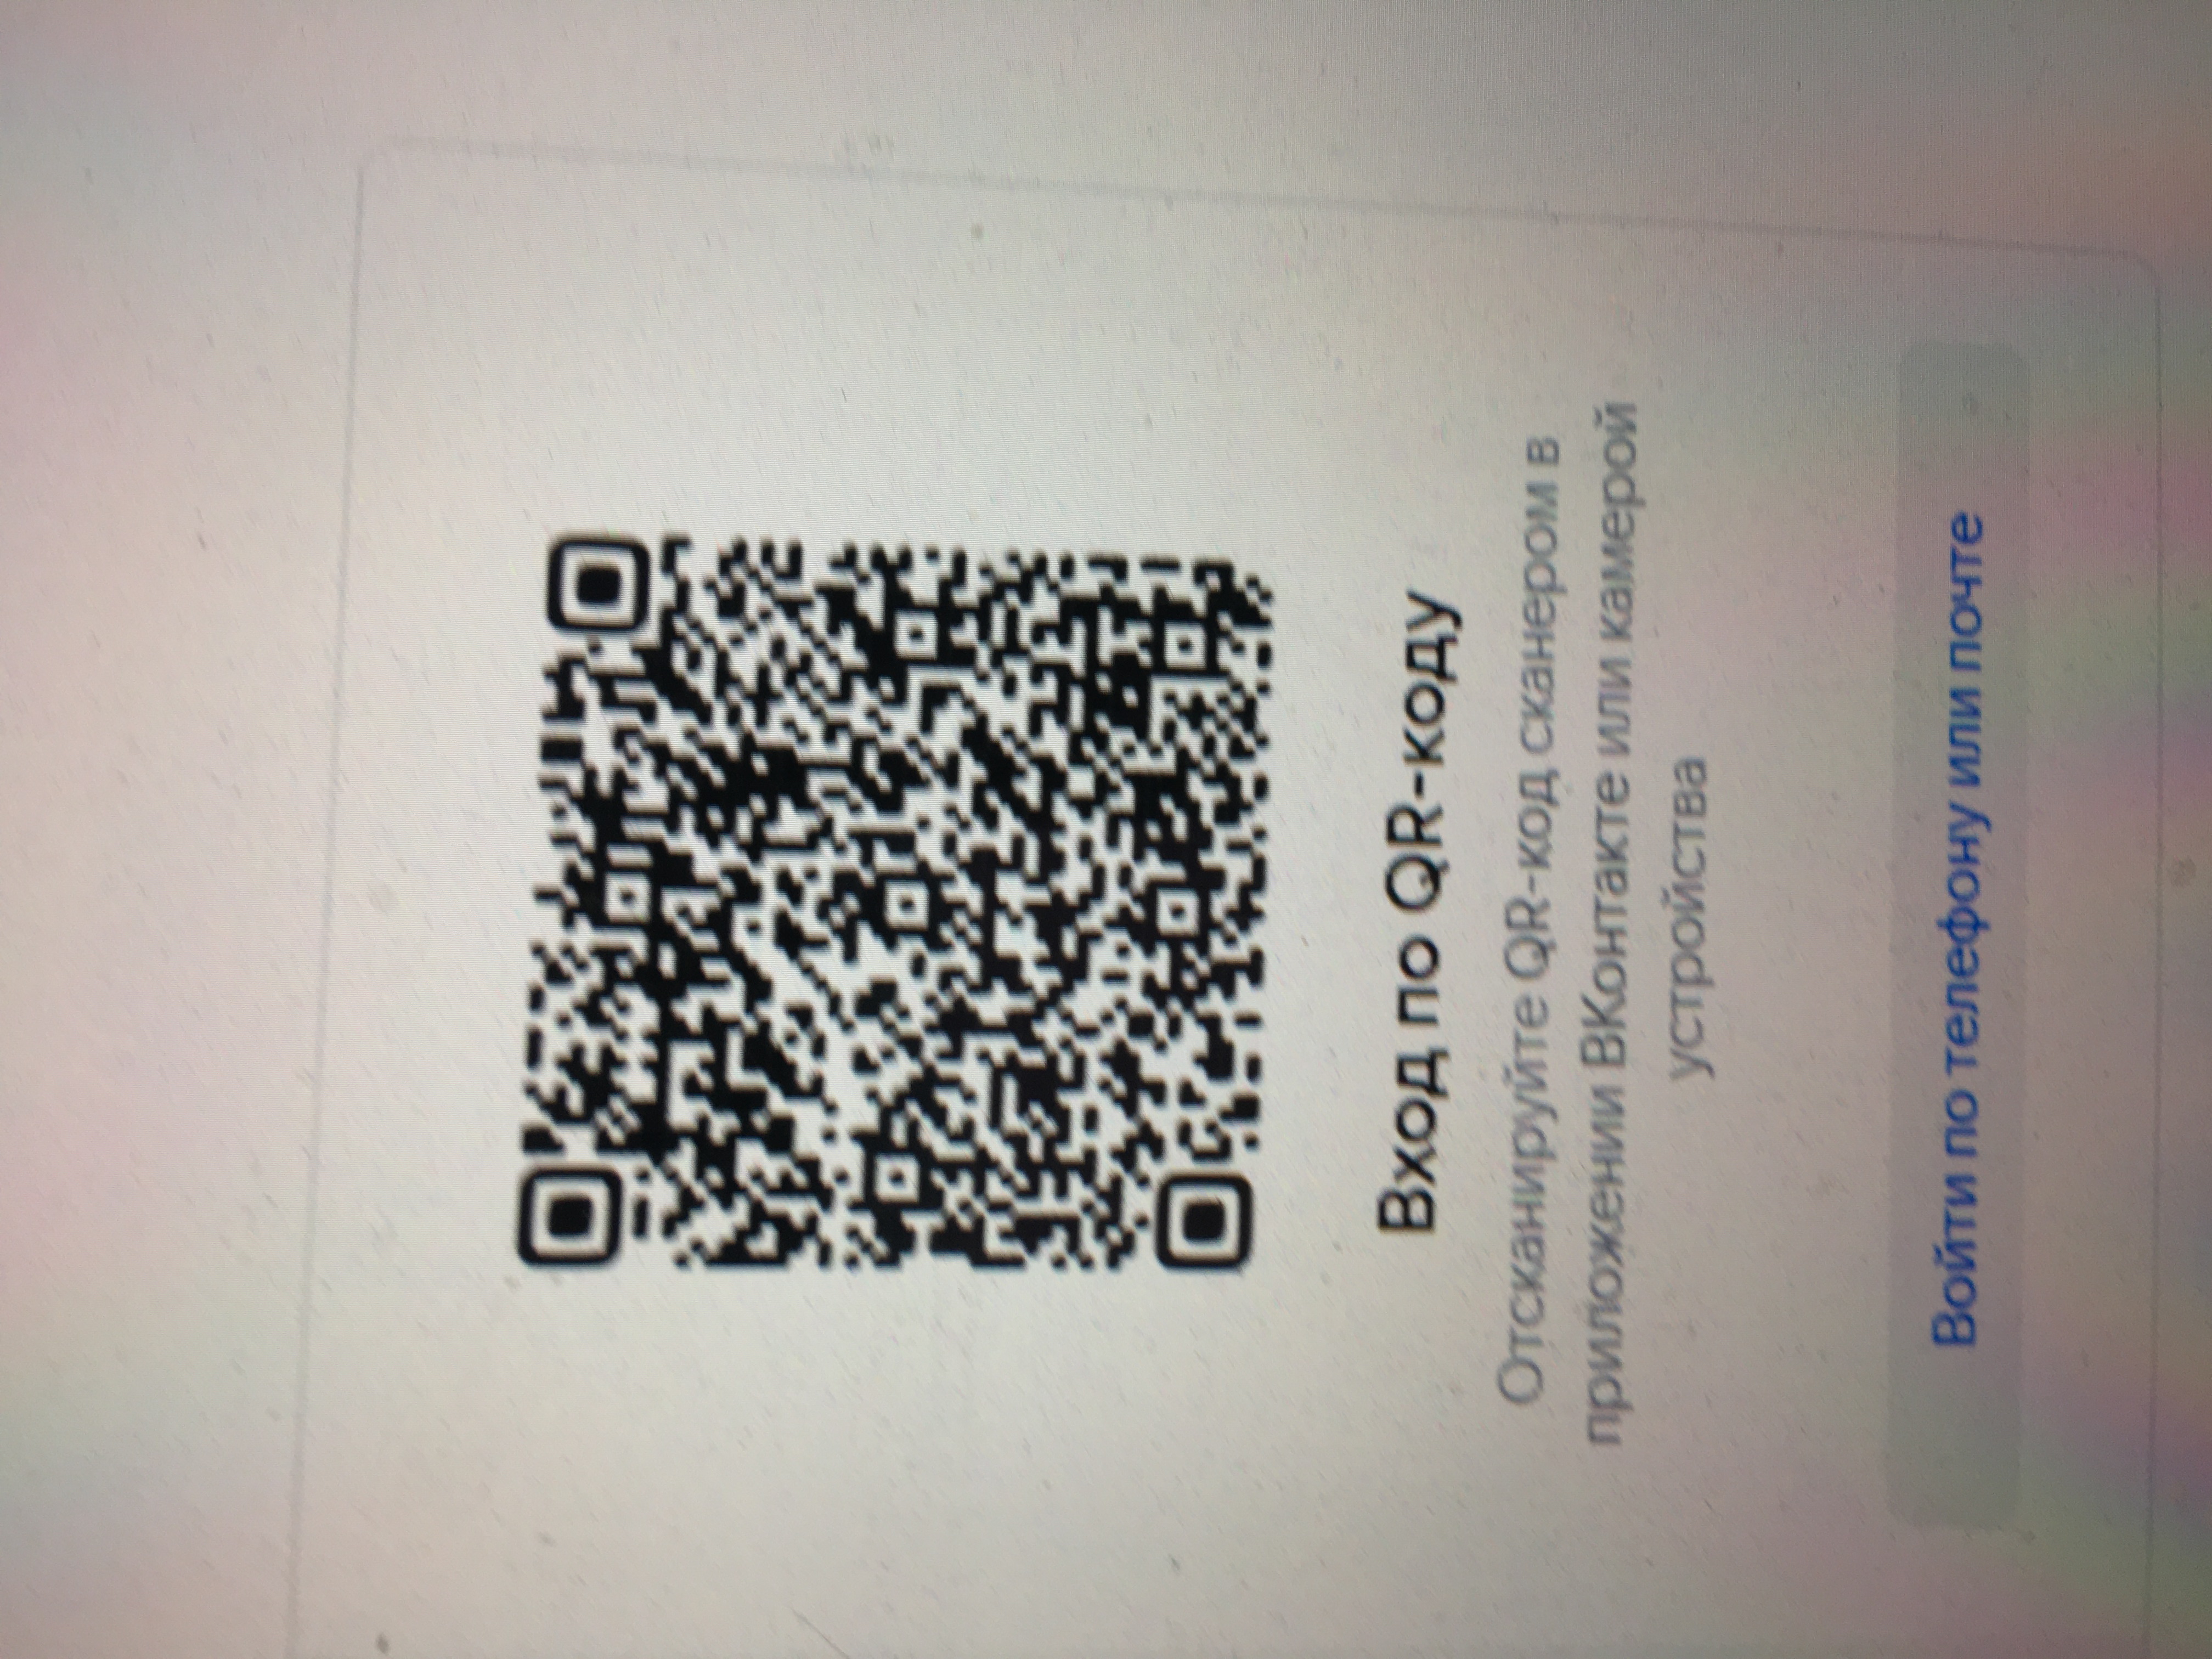 Вход по QR-коду
Отсканируйте QR-код сканером в
приложении ВКонтакте или камерой
устройства
Войти по телефону или почте